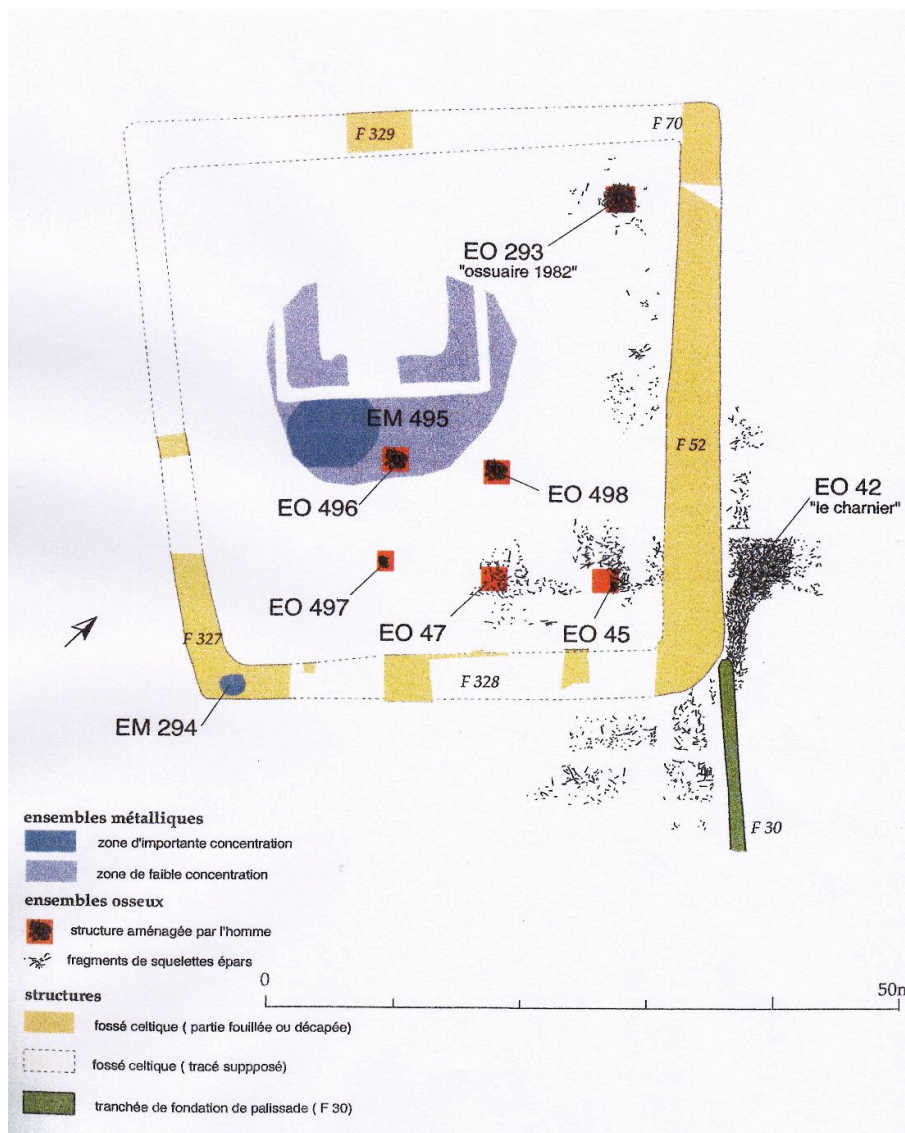 F 329
F 70
EO 293
"ossuaire 1982"
EM 495
F 52
EO 496
EO 498
EO 42
"le charnier"
EO 497
EO 47
EO 45
F 327
F 328
EM 294
F 30
ensembles métalliques
zone d'importante concentration
zone de faible concentration
ensembles osseux
structure aménagée par l'homme
fragments de squelettes épars
structures
fossé celtique ( partie fouillée ou décapée)
fossé celtique ( tracé suppposé)
tranchée de fondation de palissade ( F 30)
0
50m